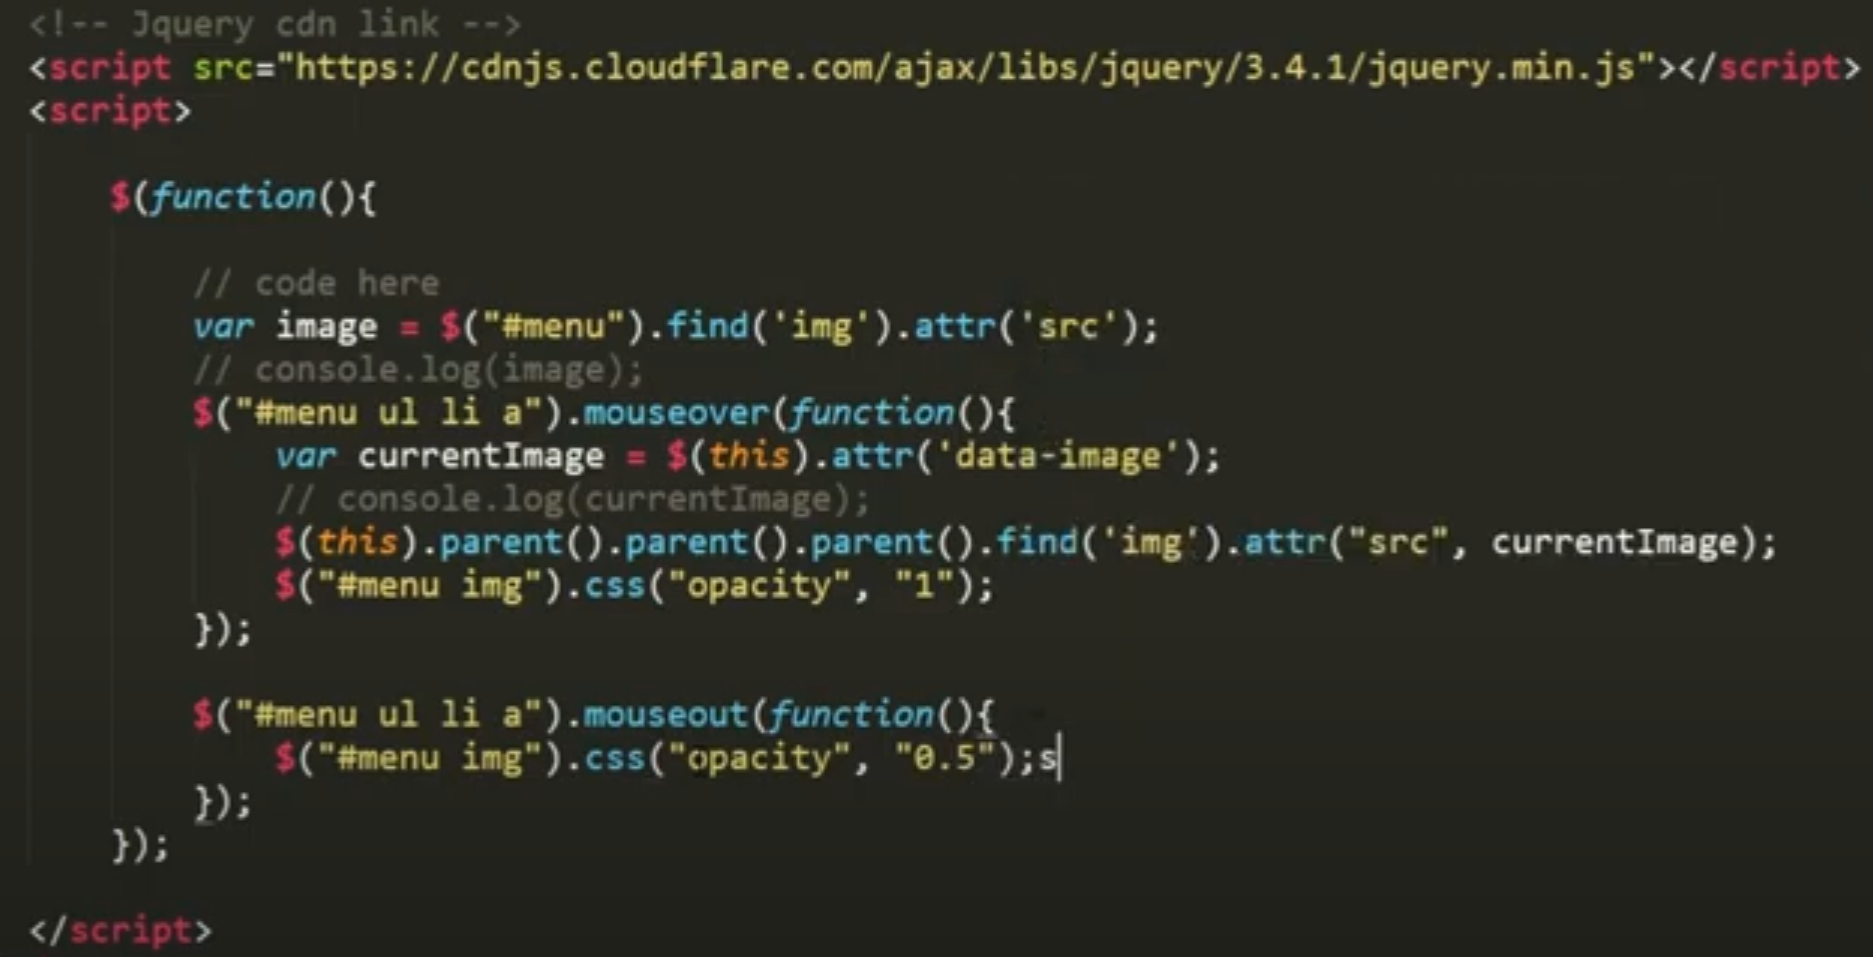 <!-- Jquery cdn link -->
<script src="https://cdnjs.cloudflare.com/ajax/libs/jquery/3.4.1/jquery.min.js"></script>
<script>
$(function(){
// code here
var image = $("#menu").find('img').attr('src');
// console.log(image);
$("#menu ul li a").mouseover(function(){
var currentImage = $(this).attr('data-image');
// console.log(currentImage);
$(this).parent().parent().parent().find('img').attr("src", currentImage);
$("#menu img").css("opacity", "1");
});
$("#menu ul li a").mouseout(function(){
$("#menu img").css("opacity", "0.5");s
});
});
</script>